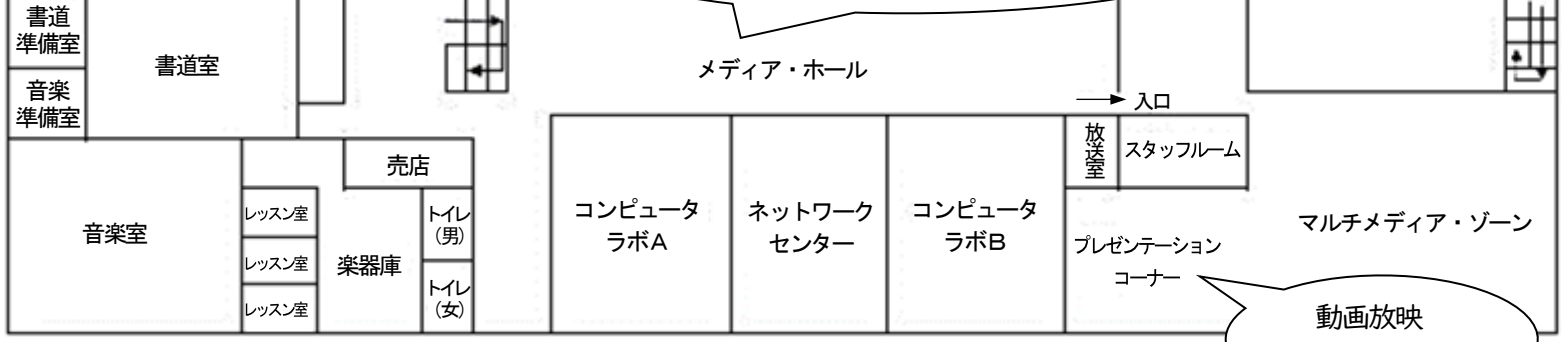 書道
準備室
書道室
音楽
準備室
メディア・ホール
入口
放送室
スタッフルーム
売店
音楽室
レッスン室
レッスン室
レッスン室
楽器庫
トイレ
(男)
トイレ
(女)
コンピュータ
ラボA
ネットワーク
センター
コンピュータ
ラボB
プレゼンテーション
コーナー
マルチメディア・ゾーン
動画放映